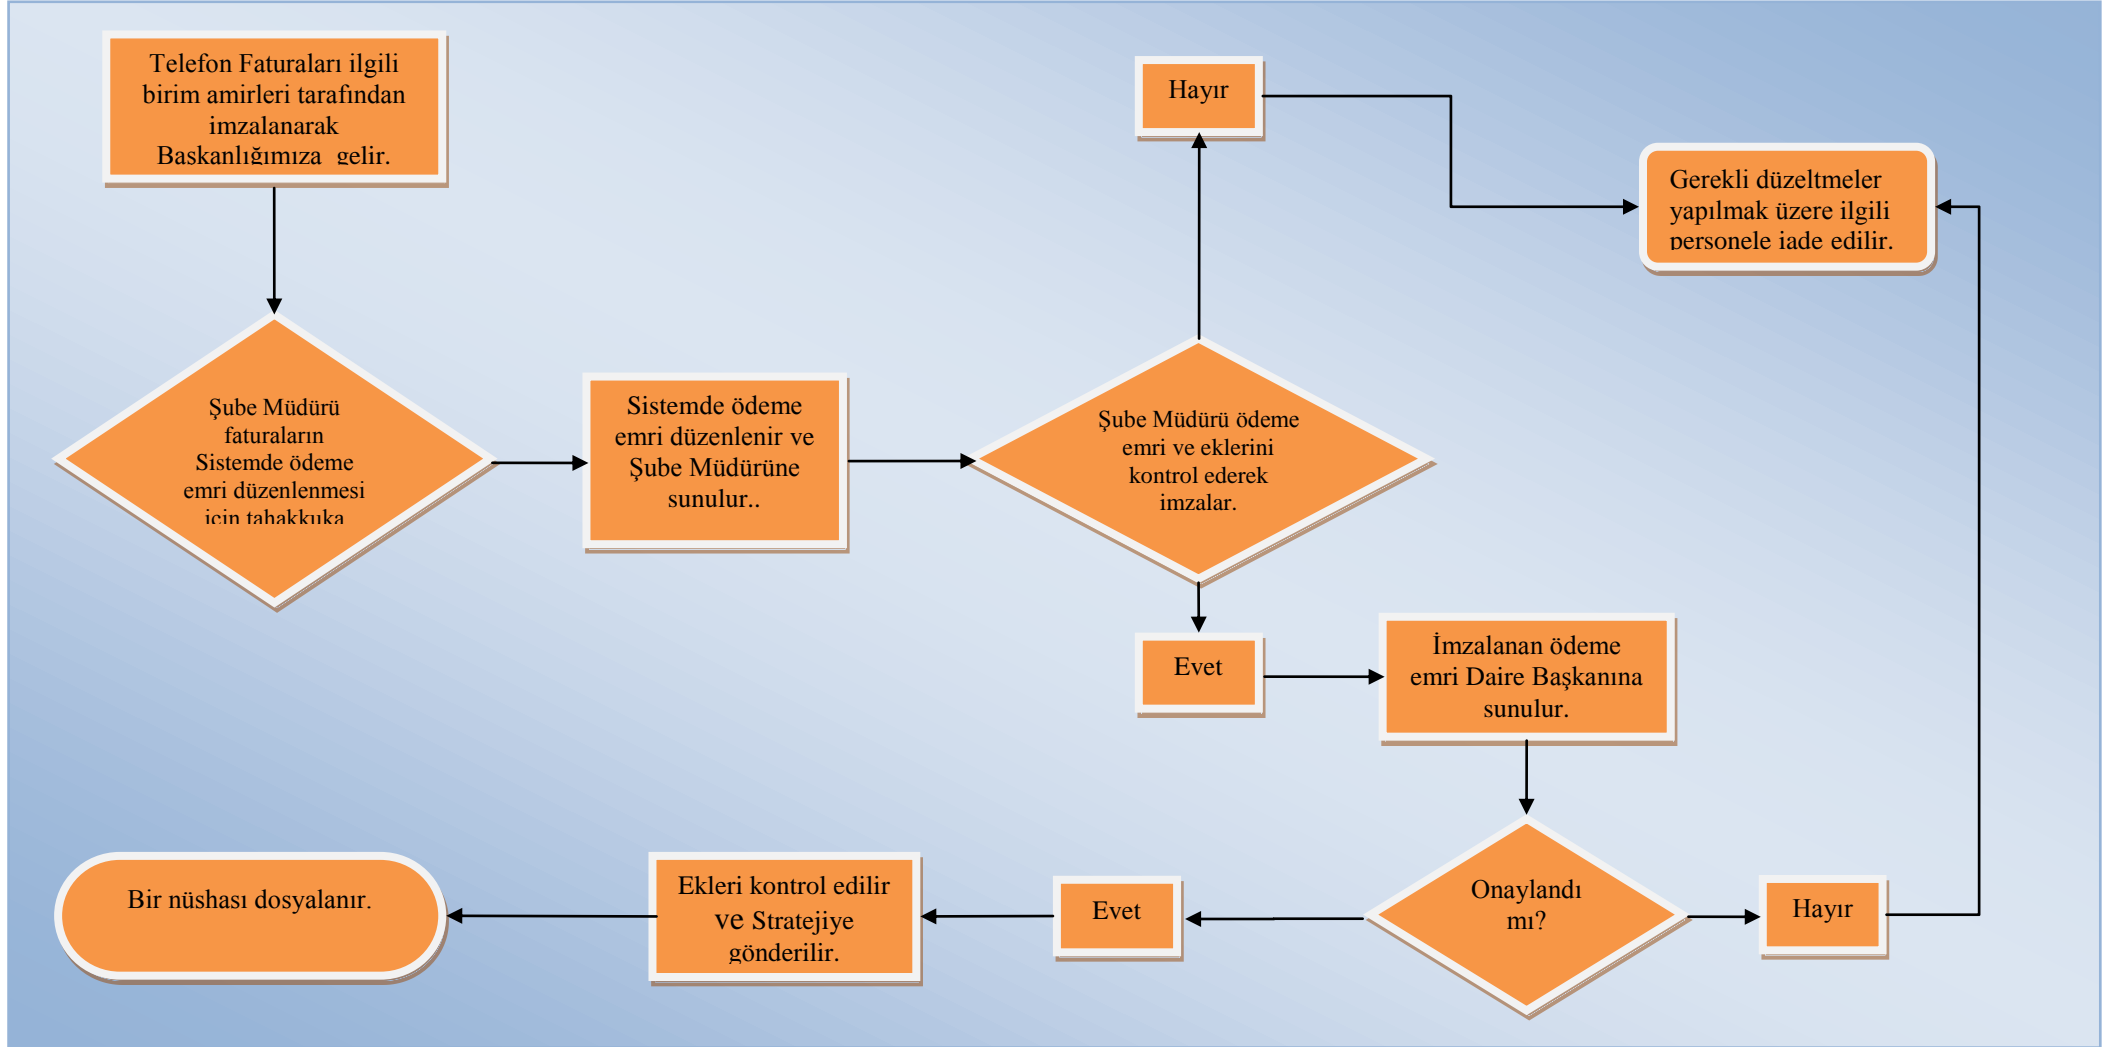 Telefon Faturaları ilgili
birim amirleri tarafından
imzalanarak
Başkanlığımıza gelir.
Şube Müdürü
faturaların
Sistemde ödeme
emri düzenlenmesi
için tahakkuka
Sistemde ödeme
emri düzenlenir ve
Şube Müdürüne
sunulur..
Şube Müdürü ödeme
emri ve eklerini
kontrol ederek
imzalar.
Hayır
Gerekli düzeltmeler
yapılmak üzere ilgili
personele iade edilir.
Evet
İmzalanan ödeme
emri Daire Başkanına
sunulur.
Onaylandı
mı?
Hayır
Evet
Ekleri kontrol edilir
ve Stratejiye
gönderilir.
Bir nüshası dosyalanır.